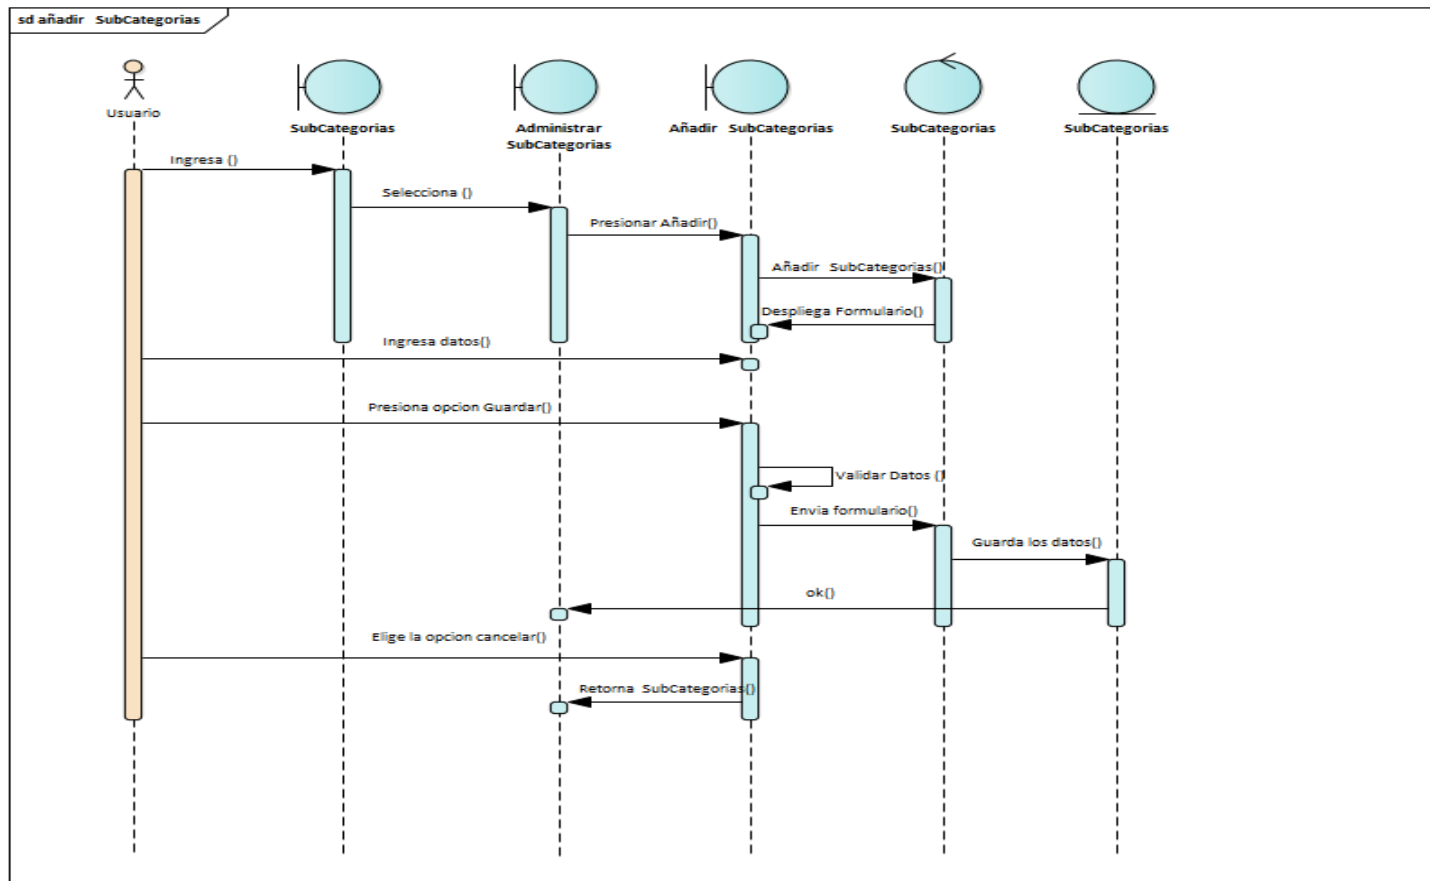 sd añadir SubCategorias
Usuario
SubCategorias
Administrar
SubCategorias
Añadir SubCategorias
SubCategorias
SubCategorias
Ingresa ()
Selecciona ()
Presionar Añadir()
Añadir SubCategorias()
Despliega Formulario()
Ingresa datos()
Presiona opcion Guardar()
Validar Datos ()
Envia formulario()
Guarda los datos()
ok()
Elige la opcion cancelar()
Retorna SubCategorias()